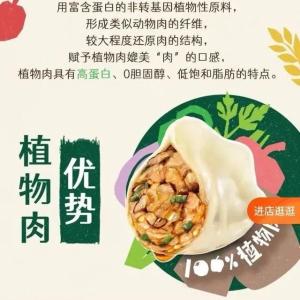 用富含蛋白的非转基因植物性原料，
形成类似动物肉的纤维，
较大程度还原肉的结构，
赋予植物肉媲美“肉”的口感，
植物肉具有高蛋白、0胆固醇、低饱和脂肪的特点。
植物肉
优势
进店逛逛
100%植物肉